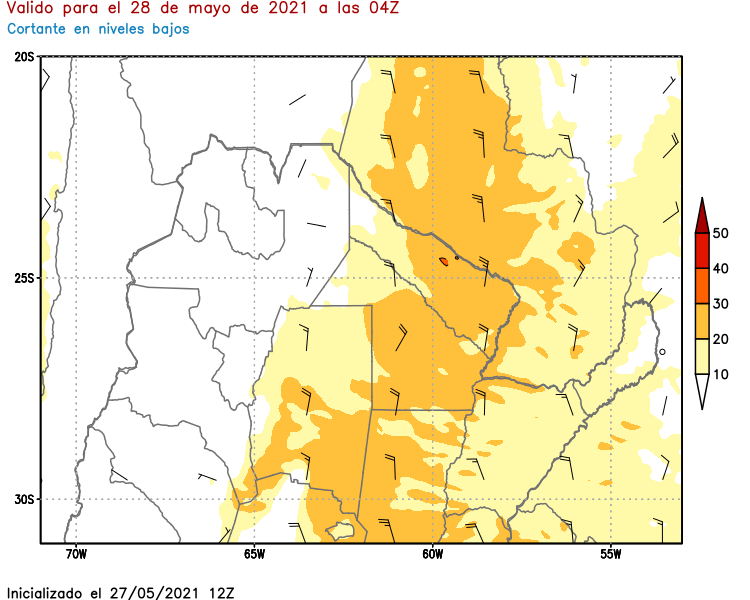 Valido para el 28 de mayo de 2021 a las 04Z
Cortante en niveles bajos
20S
25S
30S
70W
65W
60W
55W
50
40
30
20
10
Inicializado el 27/05/2021 12Z